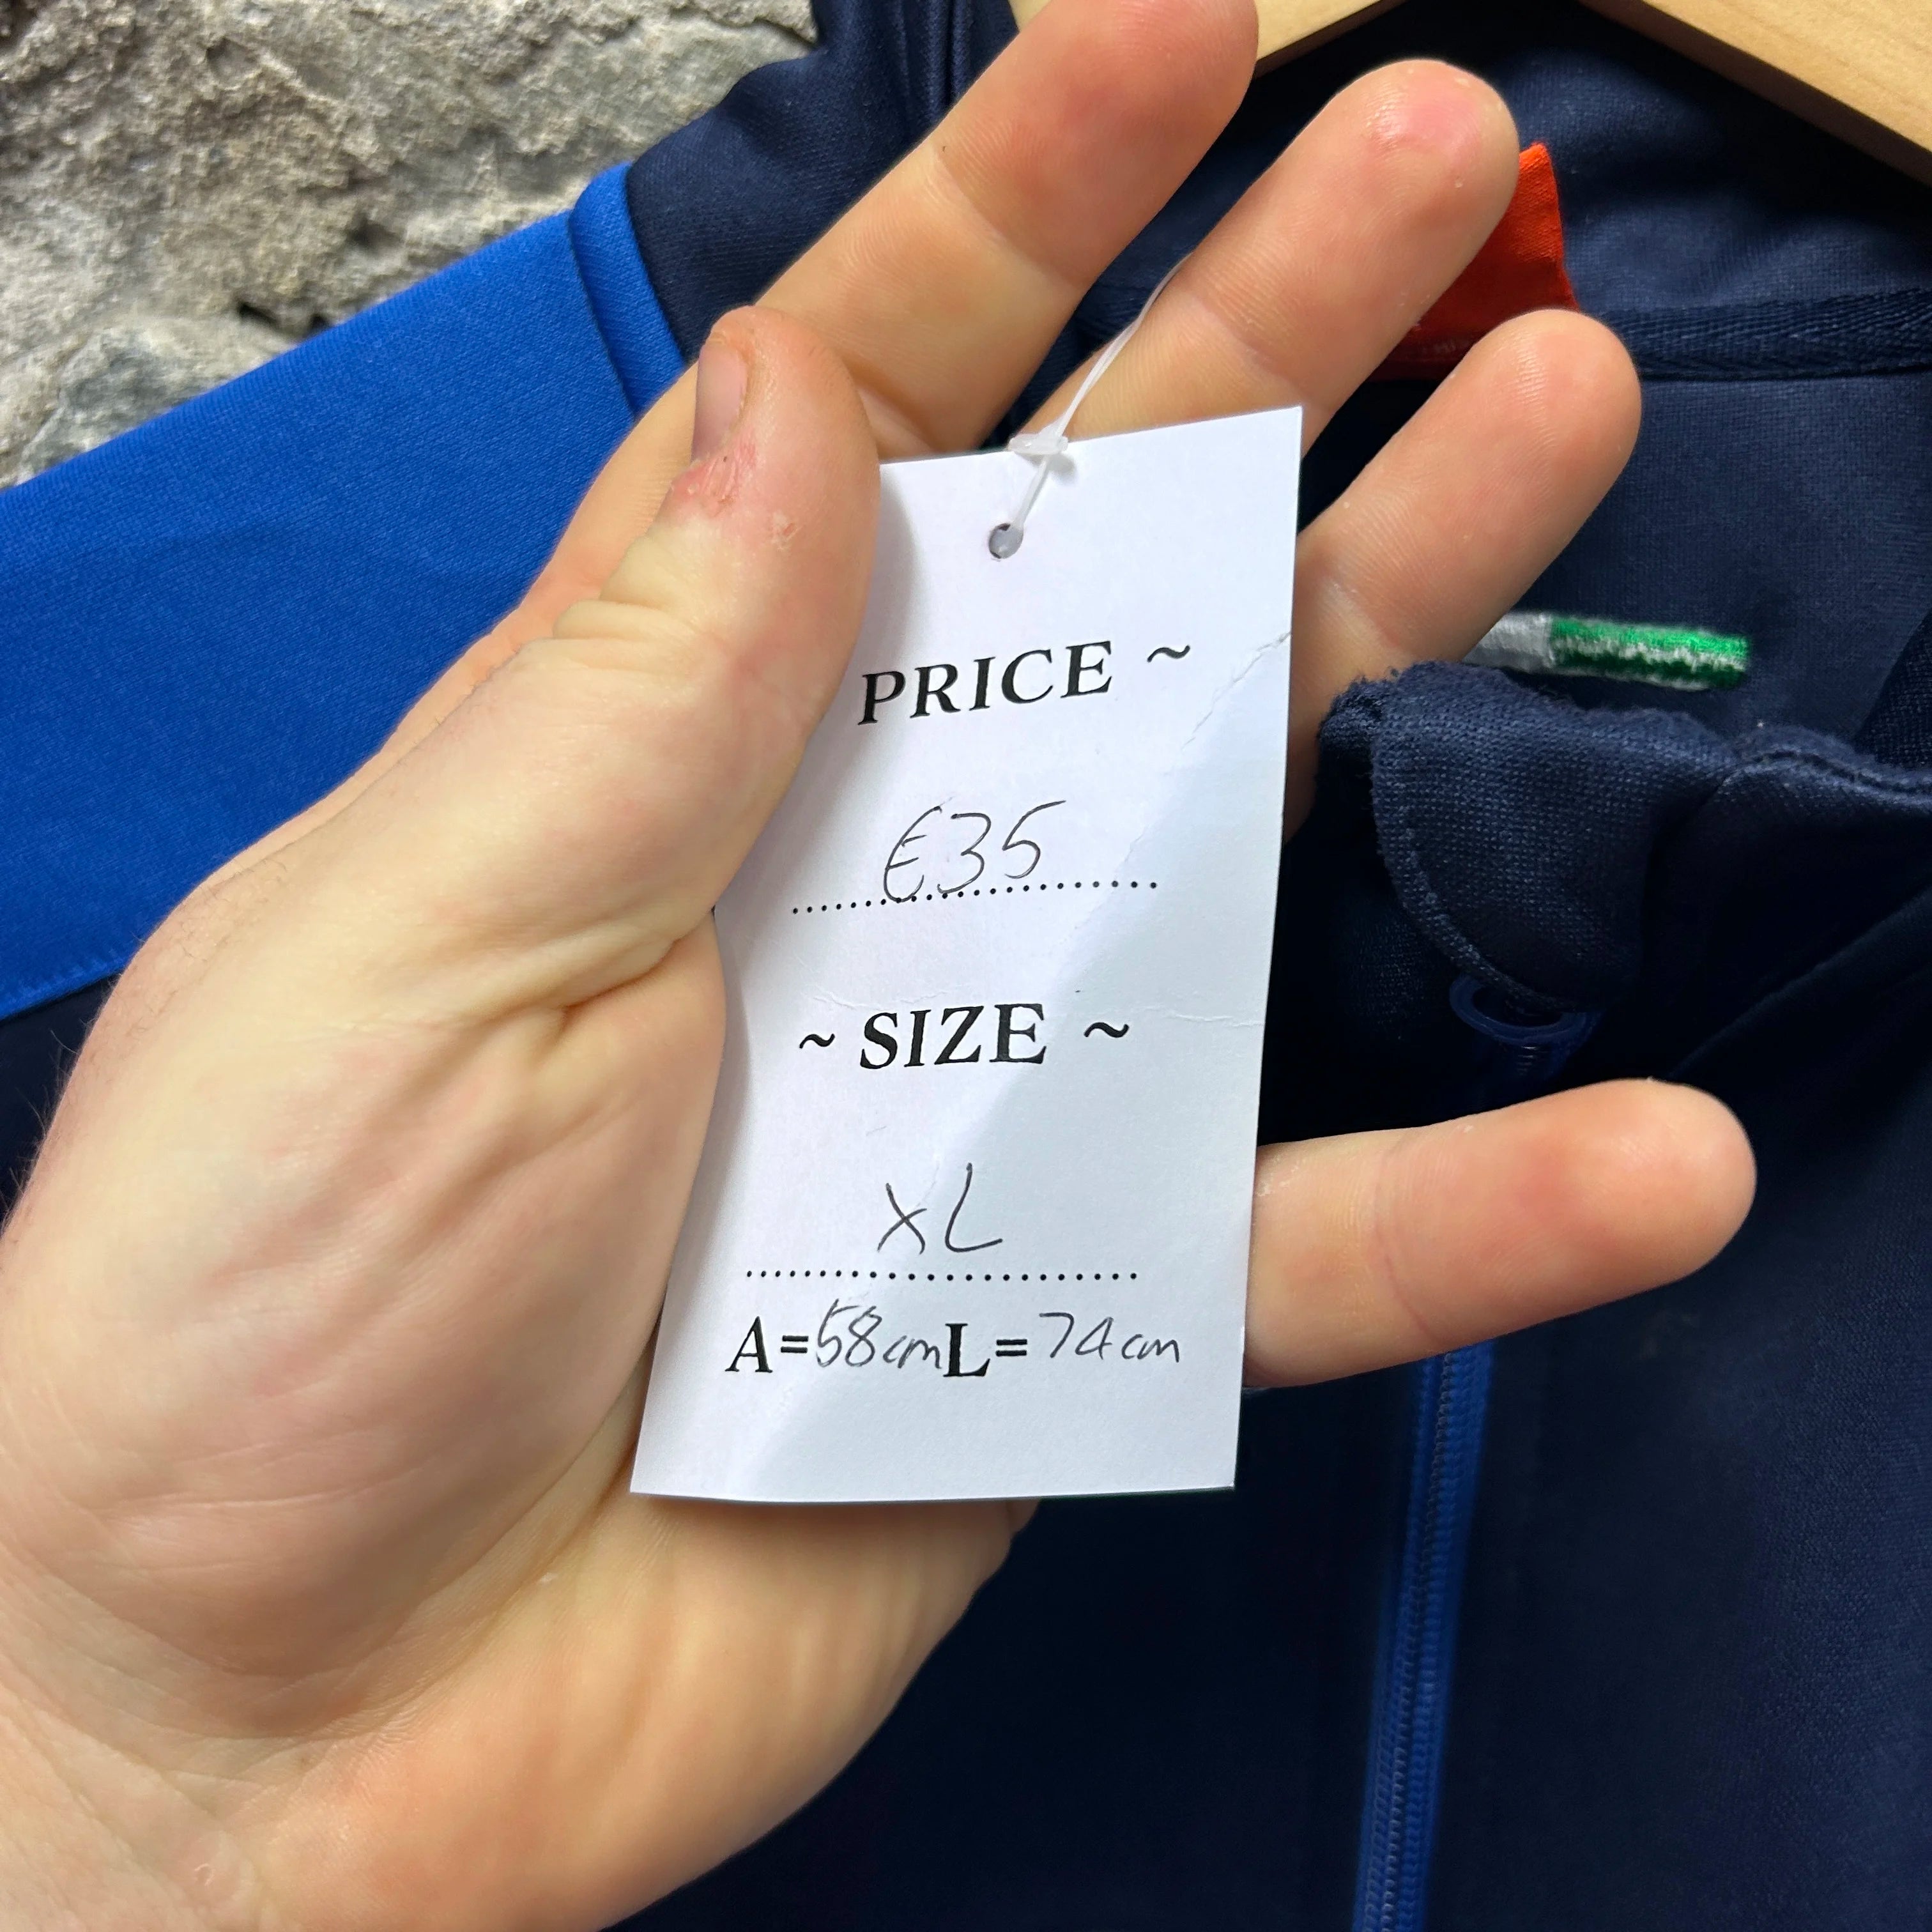 PRICE ~
€35
~ SIZE ~
XL
A=58cm L=74cm